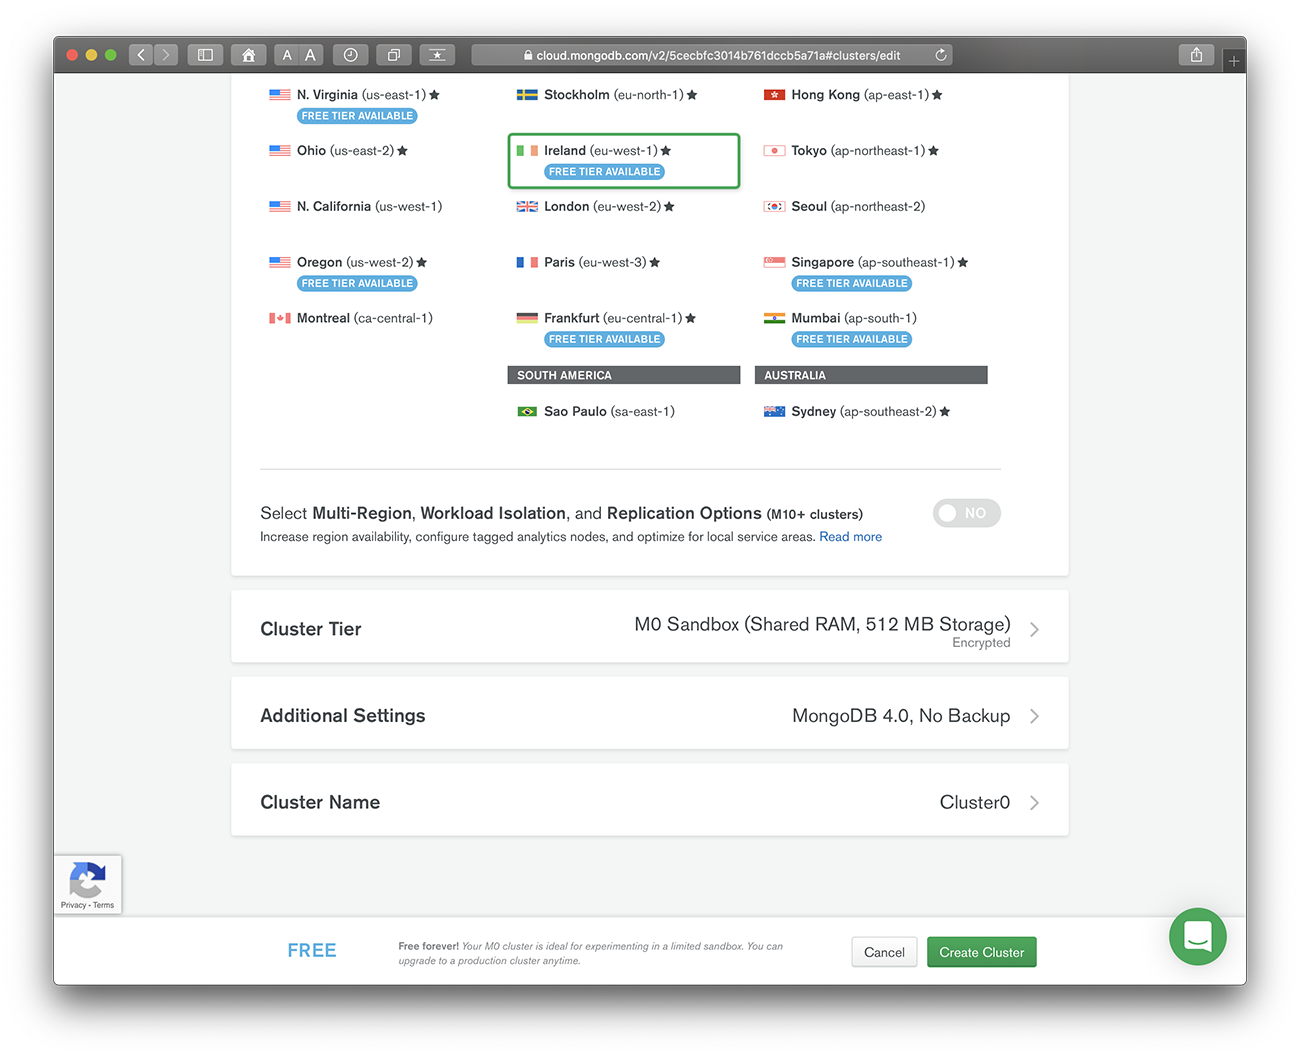 A A
cloud.mongodb.com/v2/5cecbfc3014b761dccb5a71a#clusters/edit
N. Virginia (us-east-1) ★
FREE TIER AVAILABLE
Ohio (us-east-2) ★
N. California (us-west-1)
Oregon (us-west-2) ★
FREE TIER AVAILABLE
Montreal (ca-central-1)
Stockholm (eu-north-1) ★
Ireland (eu-west-1) ★
FREE TIER AVAILABLE
London (eu-west-2) ★
Paris (eu-west-3) ★
Frankfurt (eu-central-1) ★
FREE TIER AVAILABLE
SOUTH AMERICA
Sao Paulo (sa-east-1)
Hong Kong (ap-east-1) ★
Tokyo (ap-northeast-1) ★
Seoul (ap-northeast-2)
Singapore (ap-southeast-1) ★
FREE TIER AVAILABLE
Mumbai (ap-south-1)
FREE TIER AVAILABLE
AUSTRALIA
Sydney (ap-southeast-2) ★
Select Multi-Region, Workload Isolation, and Replication Options (M10+ clusters)
NO
Increase region availability, configure tagged analytics nodes, and optimize for local service areas. Read more
Cluster Tier
M0 Sandbox (Shared RAM, 512 MB Storage)
Encrypted
Additional Settings
MongoDB 4.0, No Backup
Cluster Name
Cluster0
Privacy - Terms
FREE
Free forever! Your M0 cluster is ideal for experimenting in a limited sandbox. You can
upgrade to a production cluster anytime.
Cancel
Create Cluster